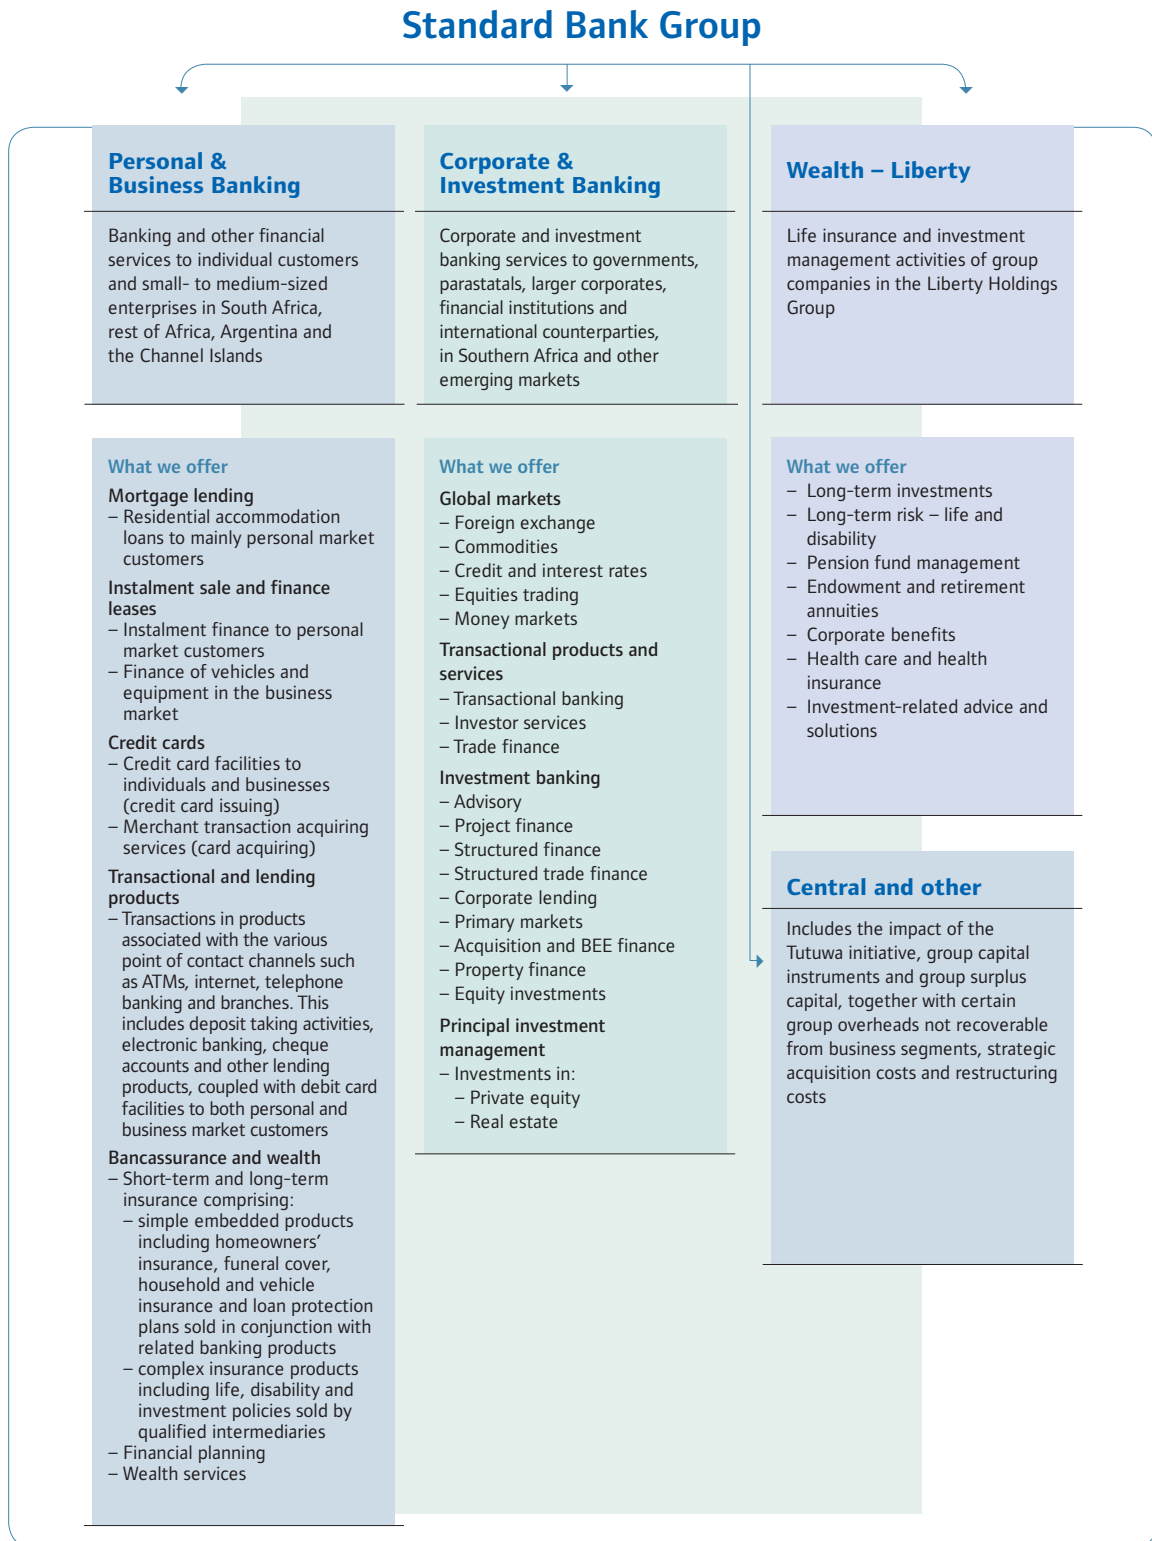 Standard Bank Group
Personal &
Business Banking
Banking and other financial
services to individual customers
and small- to medium-sized
enterprises in South Africa,
rest of Africa, Argentina and
the Channel Islands
What we offer
Mortgage lending
– Residential accommodation
loans to mainly personal market
customers
Instalment sale and finance
leases
– Instalment finance to personal
market customers
– Finance of vehicles and
equipment in the business
market
Credit cards
– Credit card facilities to
individuals and businesses
(credit card issuing)
– Merchant transaction acquiring
services (card acquiring)
Transactional and lending
products
– Transactions in products
associated with the various
point of contact channels such
as ATMs, internet, telephone
banking and branches. This
includes deposit taking activities,
electronic banking, cheque
accounts and other lending
products, coupled with debit card
facilities to both personal and
business market customers
Bancassurance and wealth
– Short-term and long-term
insurance comprising:
– simple embedded products
including homeowners’
insurance, funeral cover,
household and vehicle
insurance and loan protection
plans sold in conjunction with
related banking products
– complex insurance products
including life, disability and
investment policies sold by
qualified intermediaries
– Financial planning
– Wealth services
Corporate &
Investment Banking
Corporate and investment
banking services to governments,
parastatals, larger corporates,
financial institutions and
international counterparties,
in Southern Africa and other
emerging markets
What we offer
Global markets
– Foreign exchange
– Commodities
– Credit and interest rates
– Equities trading
– Money markets
Transactional products and
services
– Transactional banking
– Investor services
– Trade finance
Investment banking
– Advisory
– Project finance
– Structured finance
– Structured trade finance
– Corporate lending
– Primary markets
– Acquisition and BEE finance
– Property finance
– Equity investments
Principal investment
management
– Investments in:
– Private equity
– Real estate
Wealth – Liberty
Life insurance and investment
management activities of group
companies in the Liberty Holdings
Group
What we offer
– Long-term investments
– Long-term risk – life and
disability
– Pension fund management
– Endowment and retirement
annuities
– Corporate benefits
– Health care and health
insurance
– Investment-related advice and
solutions
Central and other
Includes the impact of the
Tutuwa initiative, group capital
instruments and group surplus
capital, together with certain
group overheads not recoverable
from business segments, strategic
acquisition costs and restructuring
costs